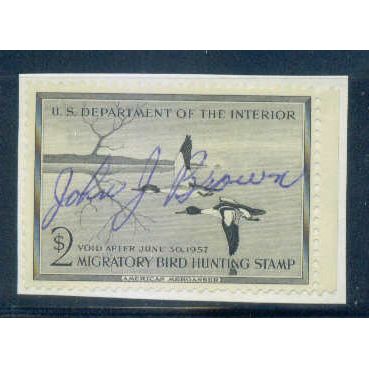 U.S. DEPARTMENT OF THE INTERIOR
John J Brown
$2
VOID AFTER JUNE 30, 1957
MIGRATORY BIRD HUNTING STAMP
AMERICAN MERGANSER